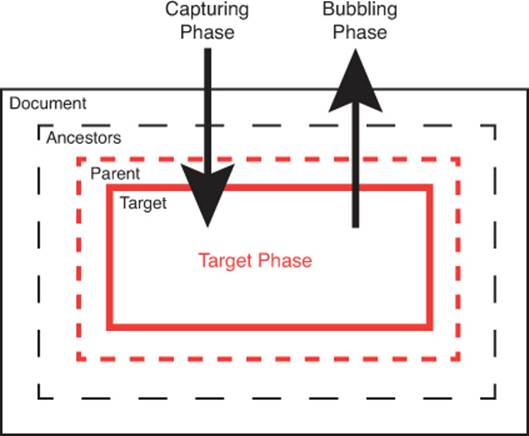 Capturing
Phase
Bubbling
Phase
Document
Ancestors
Parent
Target
Target Phase